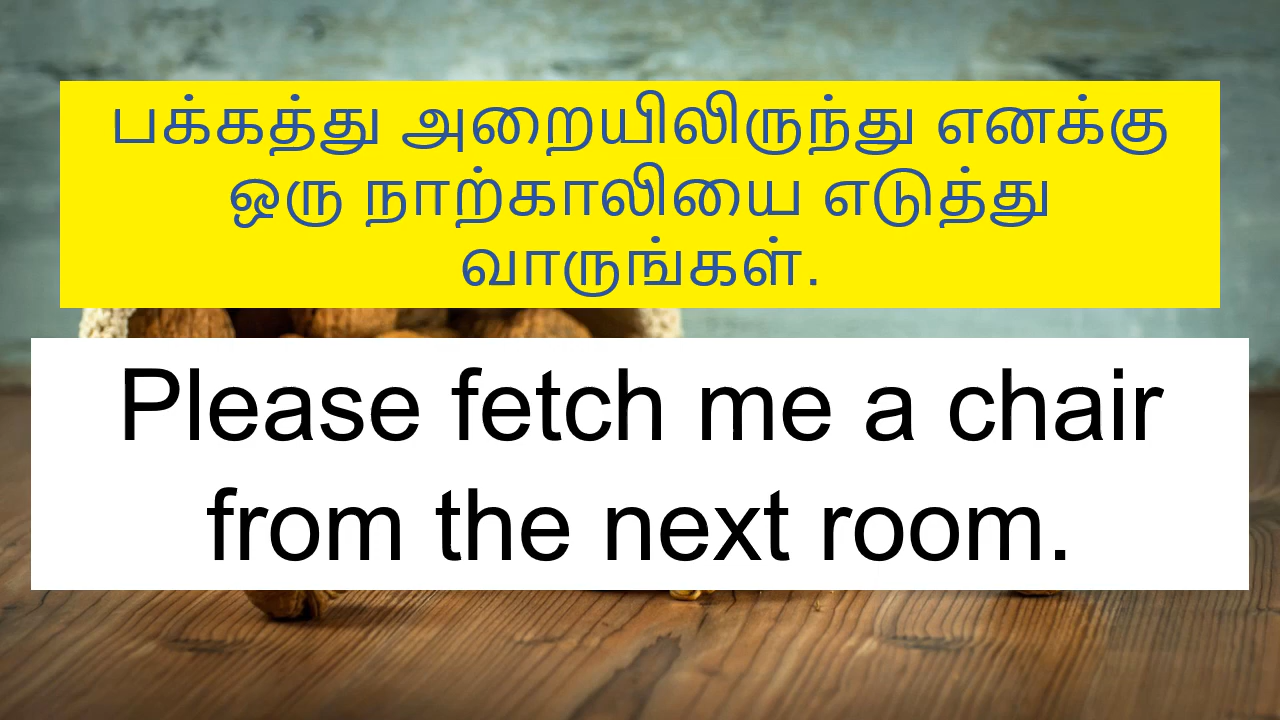 பக்கத்து அறையிலிருந்து எனக்கு
ஒரு நாற்காலியை எடுத்து
வாருங்கள்.
Please fetch me a chair
from the next room.